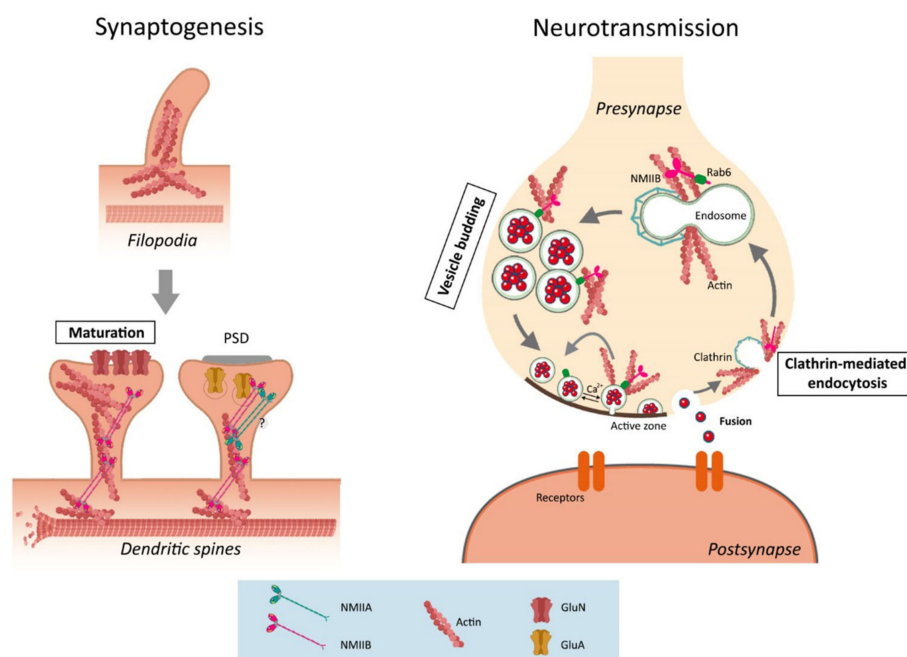 Synaptogenesis
Filopodia
Maturation
PSD
?
Dendritic spines
Neurotransmission
Presynapse
NMIIB
Rab6
Endosome
Actin
Vesicle budding
Clathrin
Clathrin-mediated
endocytosis
Ca2+
Active zone
Fusion
Receptors
Postsynapse
NMIIA
NMIIB
Actin
GluN
GluA